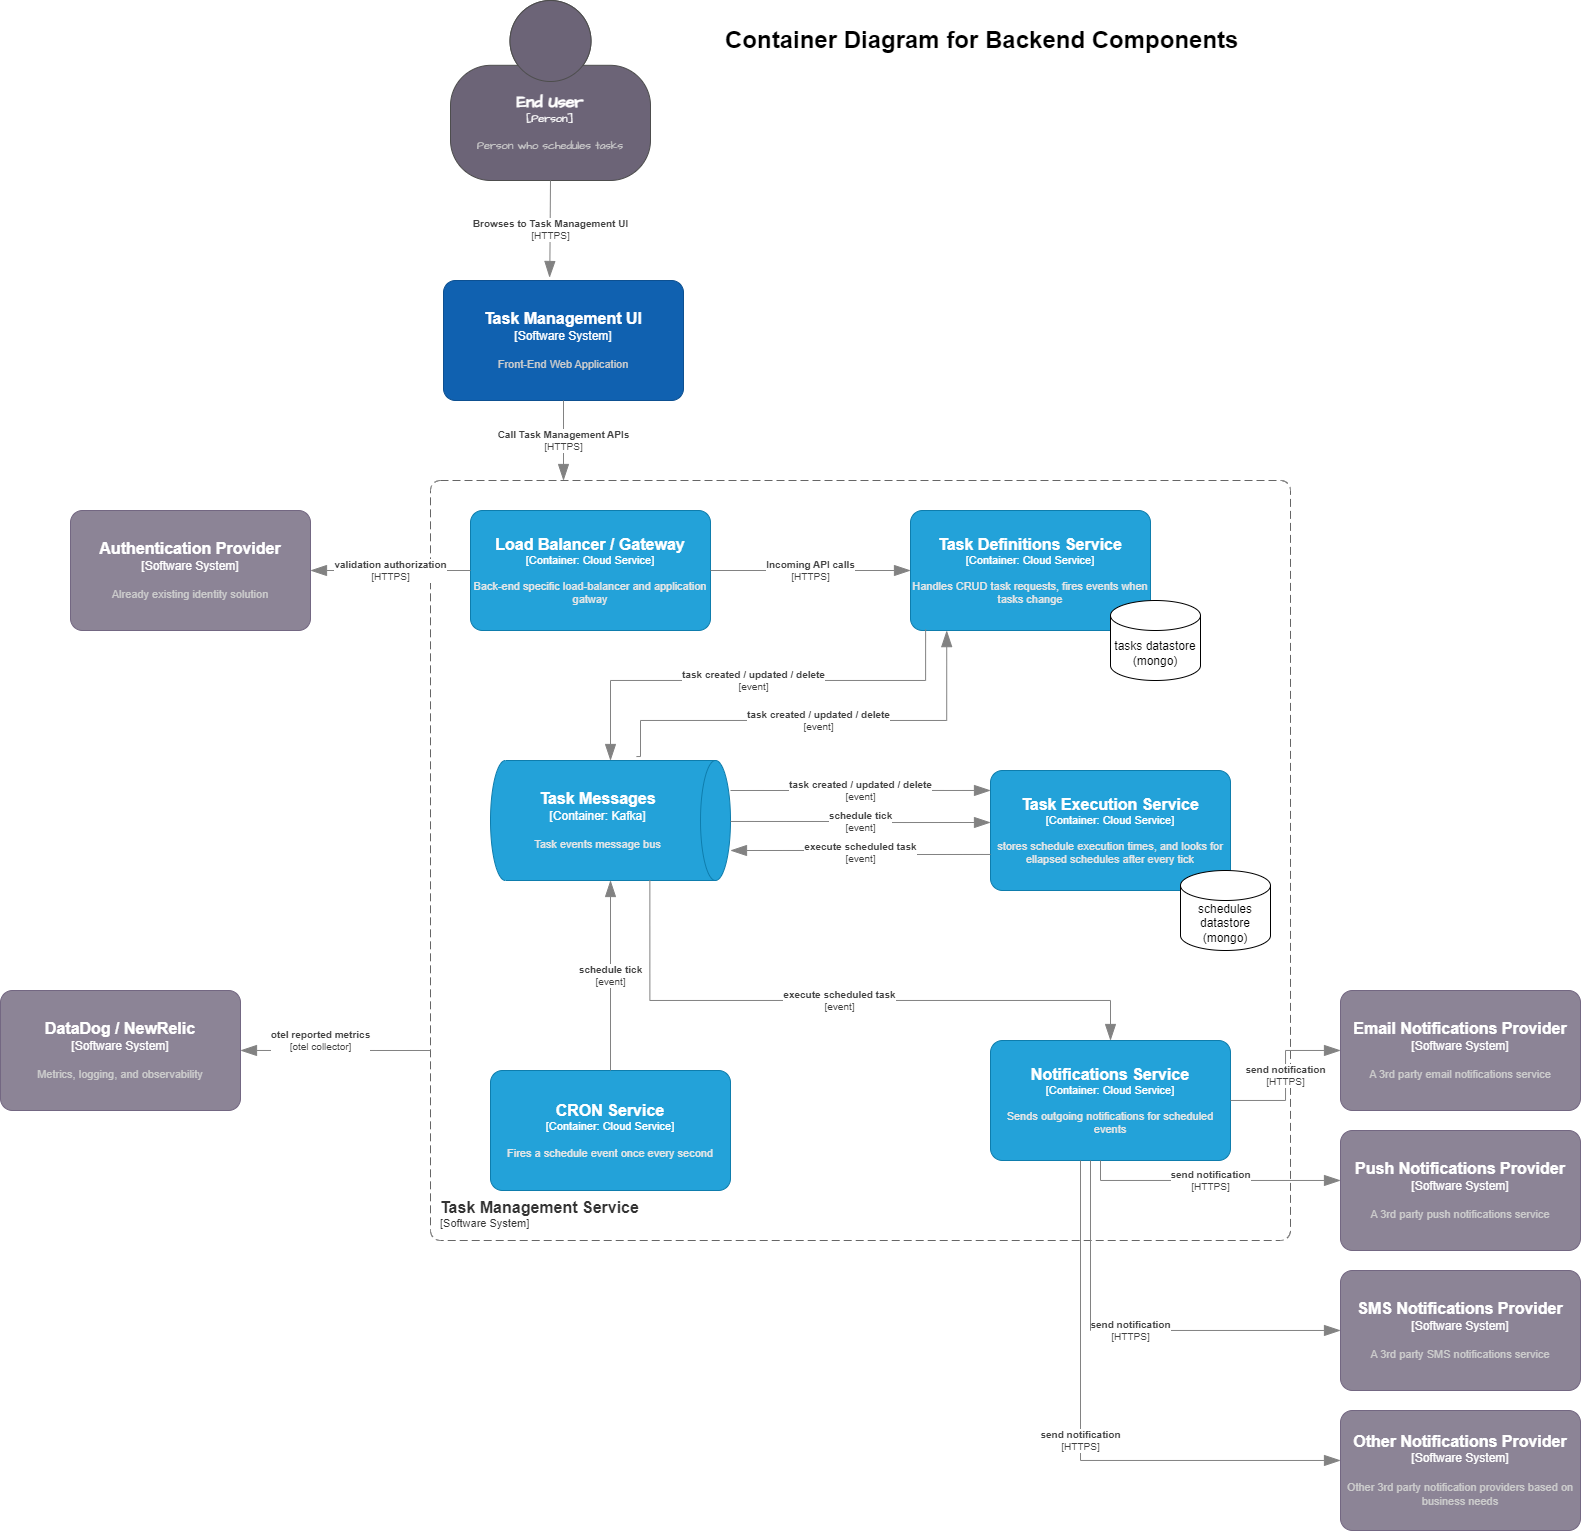 Container Diagram for Backend Components
End User
[Person]
Person who schedules tasks
Browses to Task Management UI
[HTTPS]
Task Management UI
[Software System]
Front-End Web Application
Call Task Management APIs
[HTTPS]
Authentication Provider
[Software System]
Already existing identity solution
validation authorization
[HTTPS]
Load Balancer / Gateway
[Container: Cloud Service]
Back-end specific load-balancer and application
gatway
Incoming API calls
[HTTPS]
Task Definitions Service
[Container: Cloud Service]
Handles CRUD task requests, fires events when
tasks change
tasks datastore
(mongo)
task created / updated / delete
[event]
task created / updated / delete
[event]
Task Messages
[Container: Kafka]
Task events message bus
task created / updated / delete
[event]
schedule tick
[event]
execute scheduled task
[event]
Task Execution Service
[Container: Cloud Service]
stores schedule execution times, and looks for
ellapsed schedules after every tick
schedules
datastore
(mongo)
schedule tick
[event]
execute scheduled task
[event]
DataDog / NewRelic
[Software System]
Metrics, logging, and observability
otel reported metrics
[otel collector]
CRON Service
[Container: Cloud Service]
Fires a schedule event once every second
Notifications Service
[Container: Cloud Service]
Sends outgoing notifications for scheduled
events
send notification
[HTTPS]
Email Notifications Provider
[Software System]
A 3rd party email notifications service
Task Management Service
[Software System]
send notification
[HTTPS]
Push Notifications Provider
[Software System]
A 3rd party push notifications service
send notification
[HTTPS]
SMS Notifications Provider
[Software System]
A 3rd party SMS notifications service
send notification
[HTTPS]
Other Notifications Provider
[Software System]
Other 3rd party notification providers based on
business needs